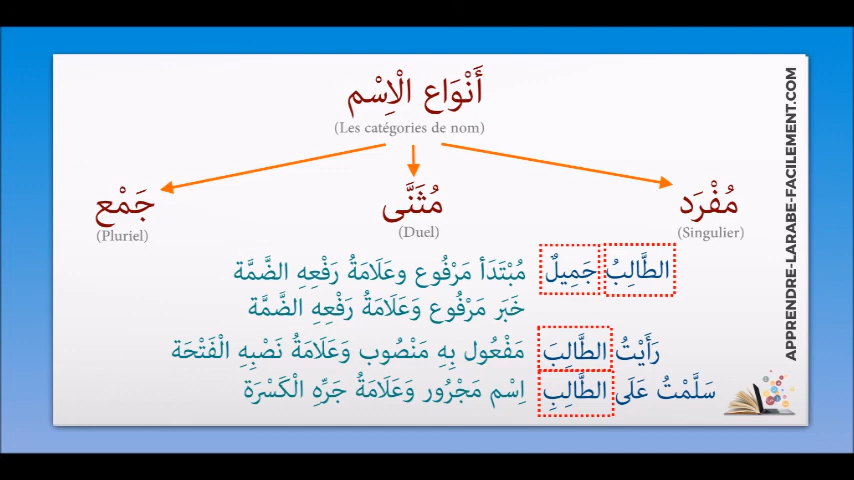 أَنْوَاع الْاِسْم
(Les catégories de nom)
مُفْرَد
(Singulier)
مُثَنَّى
(Duel)
جَمْع
(Pluriel)
الطَّالِبُ جَمِيلٌ مُبْتَدَأ مَرْفُوع وعَلَامَةُ رَفْعِهِ الضَّمَّة
خَبَر مَرْفُوع وَعَلَامَةُ رَفْعِهِ الضَّمَّة
رَأَيْتُ الطَّالِبَ مَفْعُول بِهِ مَنْصُوب وَعَلَامَةُ نَصْبِهِ الْفَتْحَة
سَلَّمْتُ عَلَى الطَّالِبِ اِسْم مَجْرُور وَعَلَامَةُ جَرِّهِ الْكَسْرَة
APPRENDRE-LARABE-FACILEMENT.COM